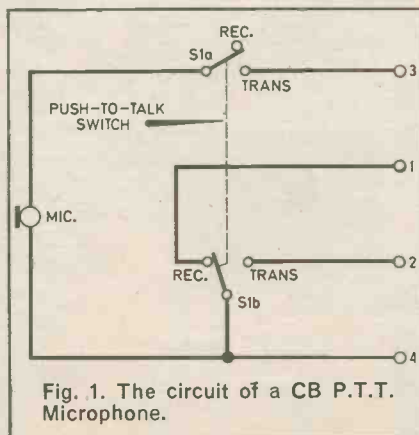 REC.
S1a
TRANS
3
PUSH-TO-TALK
SWITCH
1
MIC.
REC.
TRANS
2
S1b
4
Fig. 1. The circuit of a CB P.T.T.
Microphone.